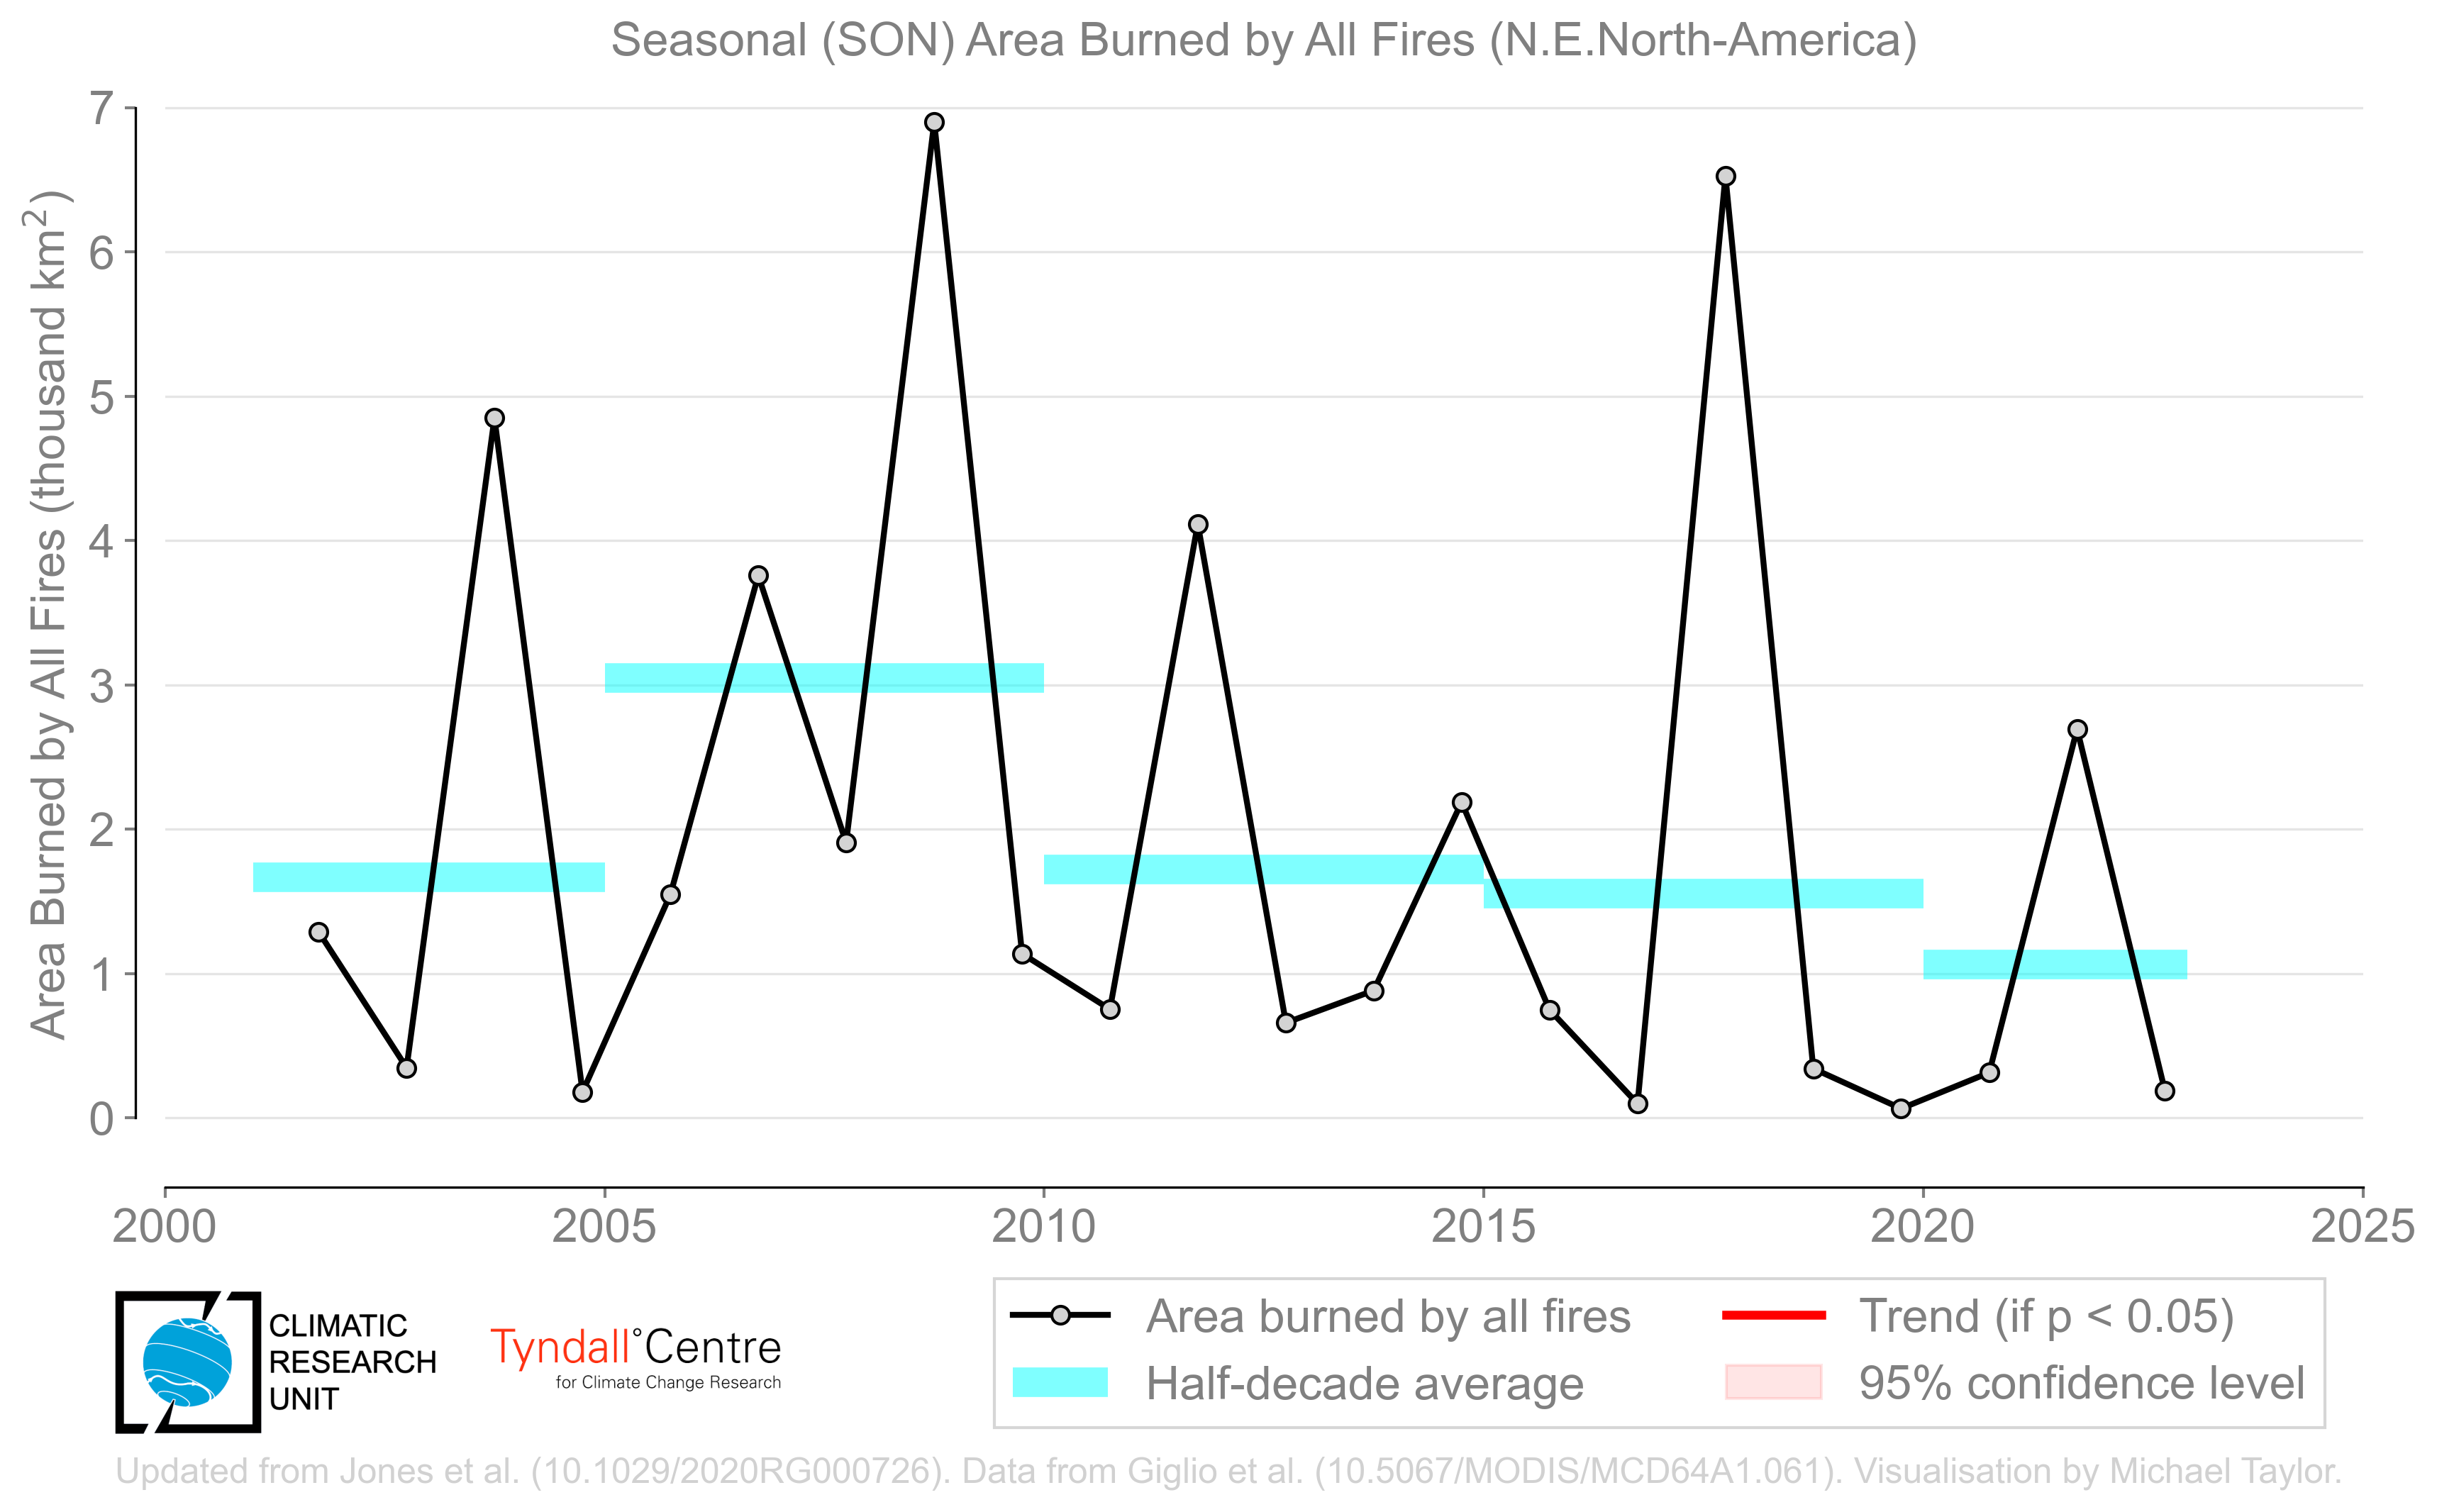 Seasonal (SON) Area Burned by All Fires (N.E.North-America)
Area Burned by All Fires (thousand km²)
7
6
5
4
3
2
1
0
2000 2005 2010 2015 2020 2025
CLIMATIC
RESEARCH
UNIT
Tyndall°Centre
for Climate Change Research
Area burned by all fires
Half-decade average
Trend (if p < 0.05)
95% confidence level
Updated from Jones et al. (10.1029/2020RG000726). Data from Giglio et al. (10.5067/MODIS/MCD64A1.061). Visualisation by Michael Taylor.